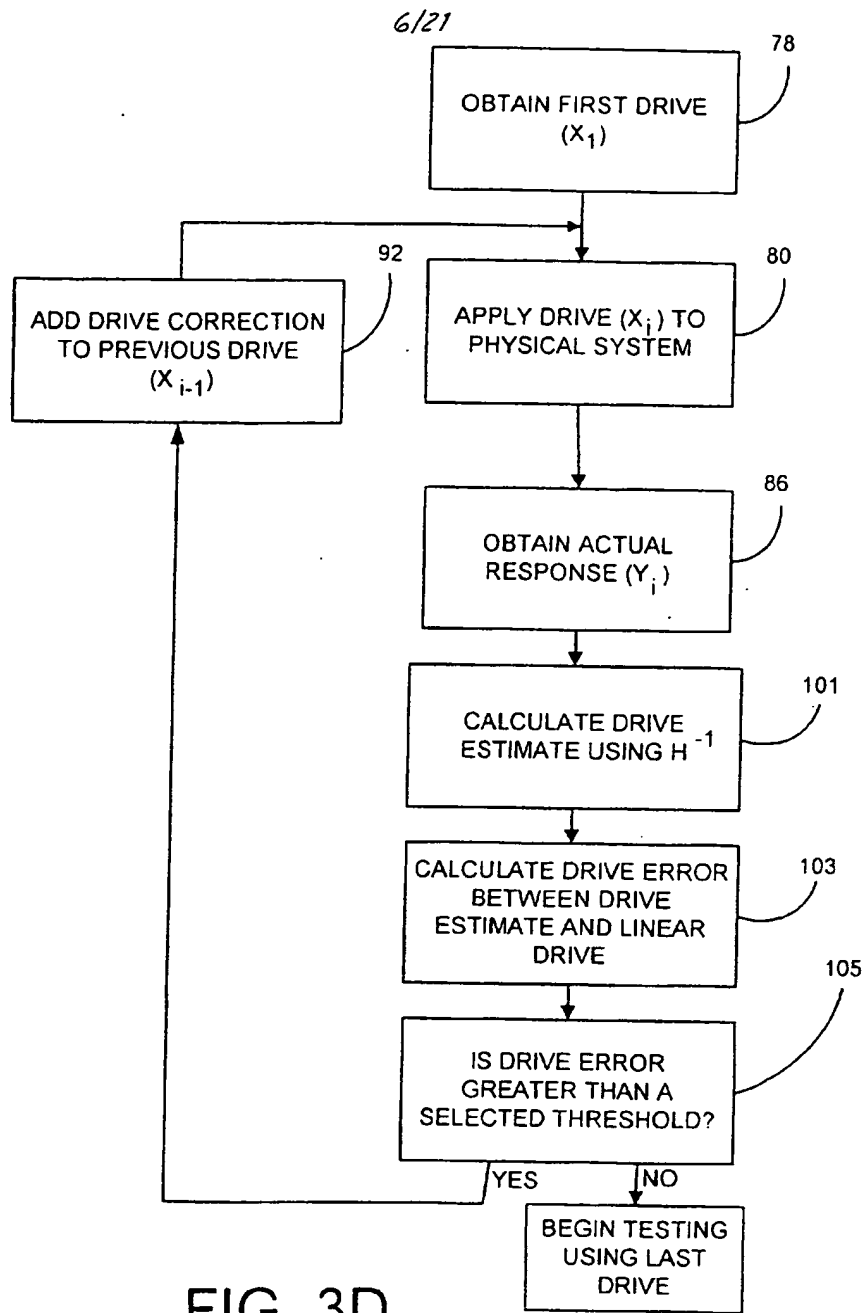 6/21
78
OBTAIN FIRST DRIVE
(X₁)
92
ADD DRIVE CORRECTION
TO PREVIOUS DRIVE
(X i-1)
80
APPLY DRIVE (X i) TO
PHYSICAL SYSTEM
86
OBTAIN ACTUAL
RESPONSE (Y i)
101
CALCULATE DRIVE
ESTIMATE USING H -1
103
CALCULATE DRIVE ERROR
BETWEEN DRIVE
ESTIMATE AND LINEAR
DRIVE
105
IS DRIVE ERROR
GREATER THAN A
SELECTED THRESHOLD?
YES NO
BEGIN TESTING
USING LAST
DRIVE
FIG. 3D